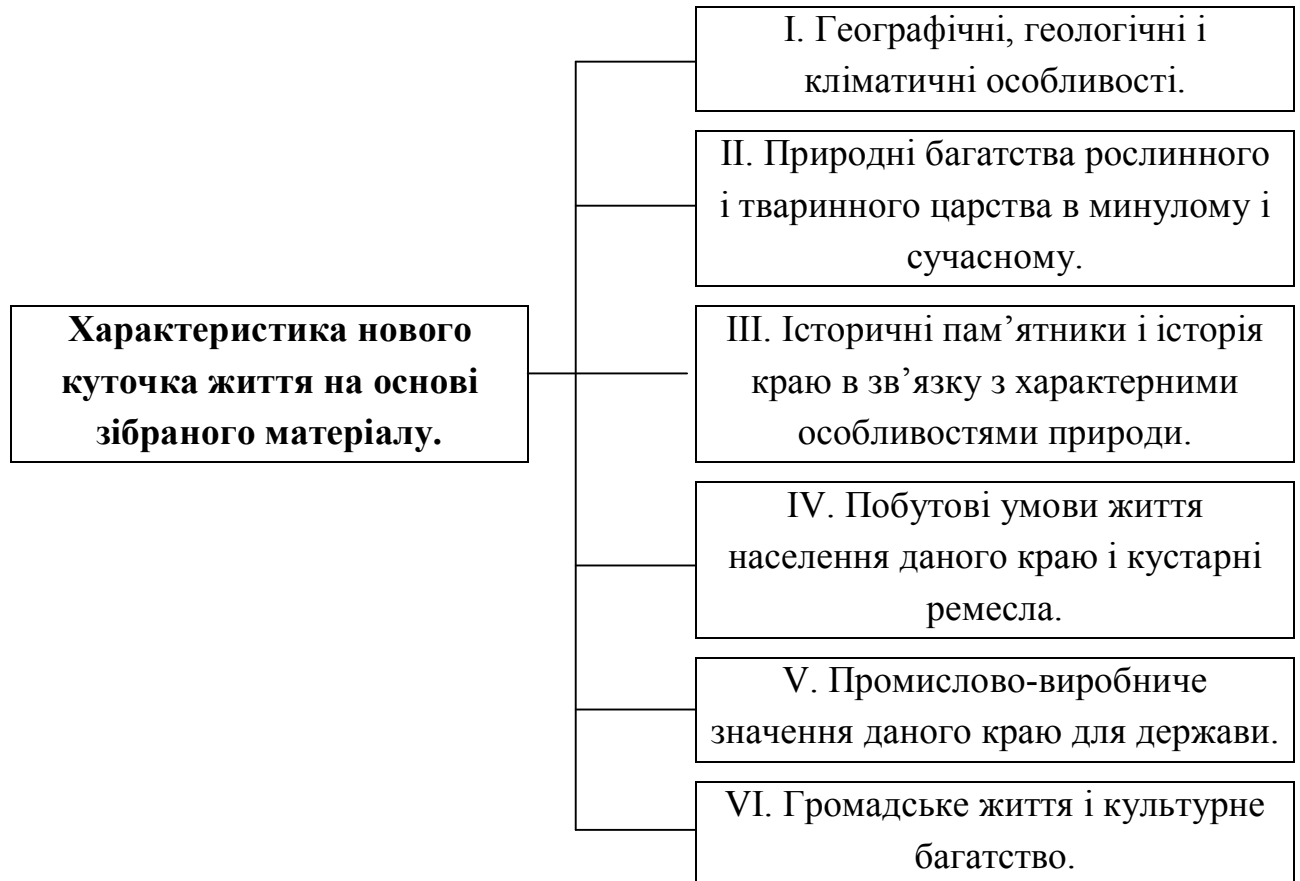 І. Географічні, геологічні і
кліматичні особливості.
ІІ. Природні багатства рослинного
і тваринного царства в минулому і
сучасному.
Характеристика нового
куточка життя на основі
зібраного матеріалу.
ІІІ. Історичні пам’ятники і історія
краю в зв’язку з характерними
особливостями природи.
IV. Побутові умови життя
населення даного краю і кустарні
ремесла.
V. Промислово-виробниче
значення даного краю для держави.
VI. Громадське життя і культурне
багатство.